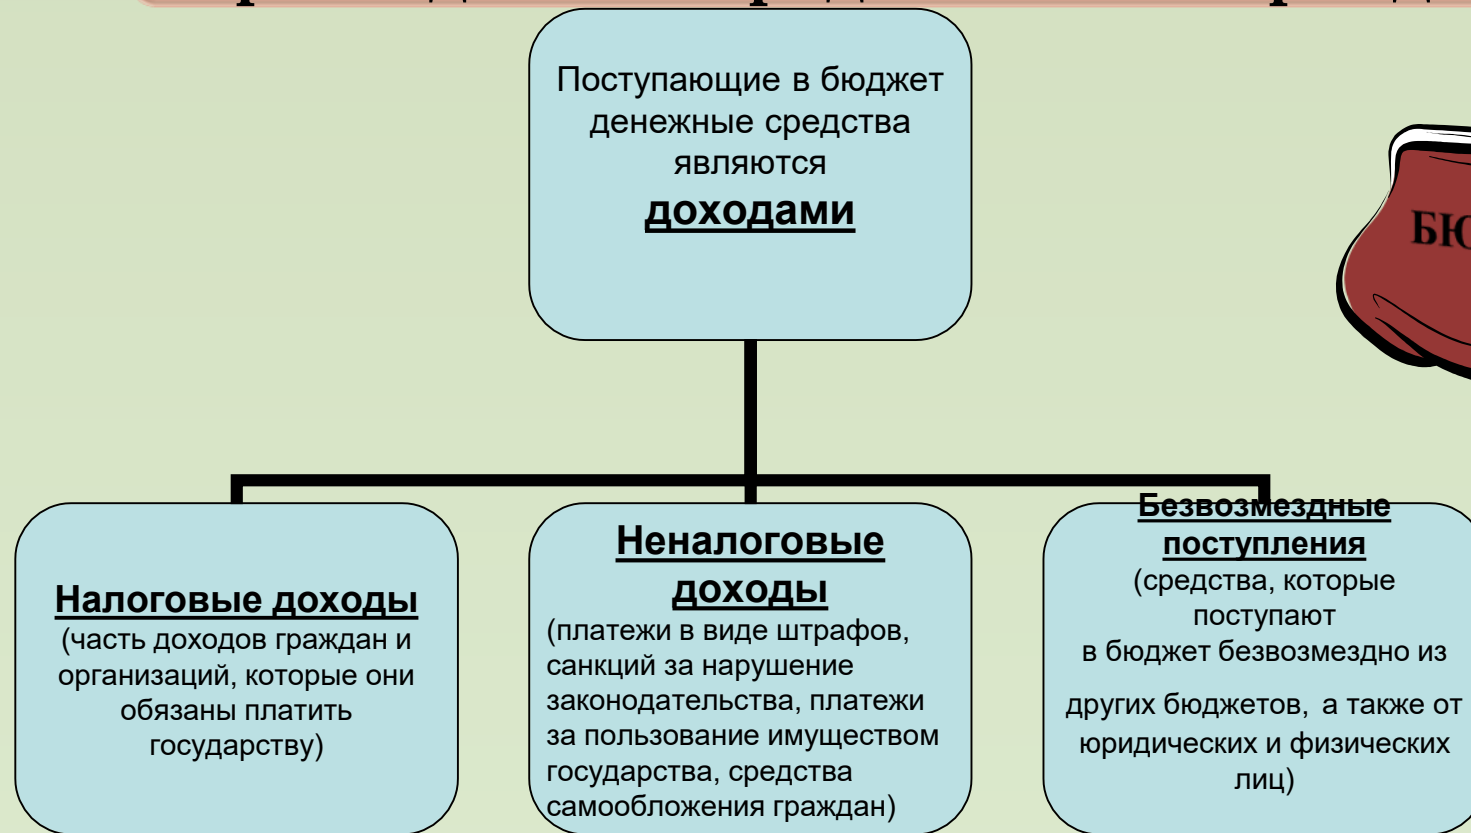 Поступающие в бюджет
денежные средства
являются
доходами
БЮ
Налоговые доходы
(часть доходов граждан и
организаций, которые они
обязаны платить
государству)
Неналоговые
доходы
(платежи в виде штрафов,
санкций за нарушение
законодательства, платежи
за пользование имуществом
государства, средства
самообложения граждан)
Безвозмездные
поступления
(средства, которые
поступают
в бюджет безвозмездно из
других бюджетов, а также от
юридических и физических
лиц)